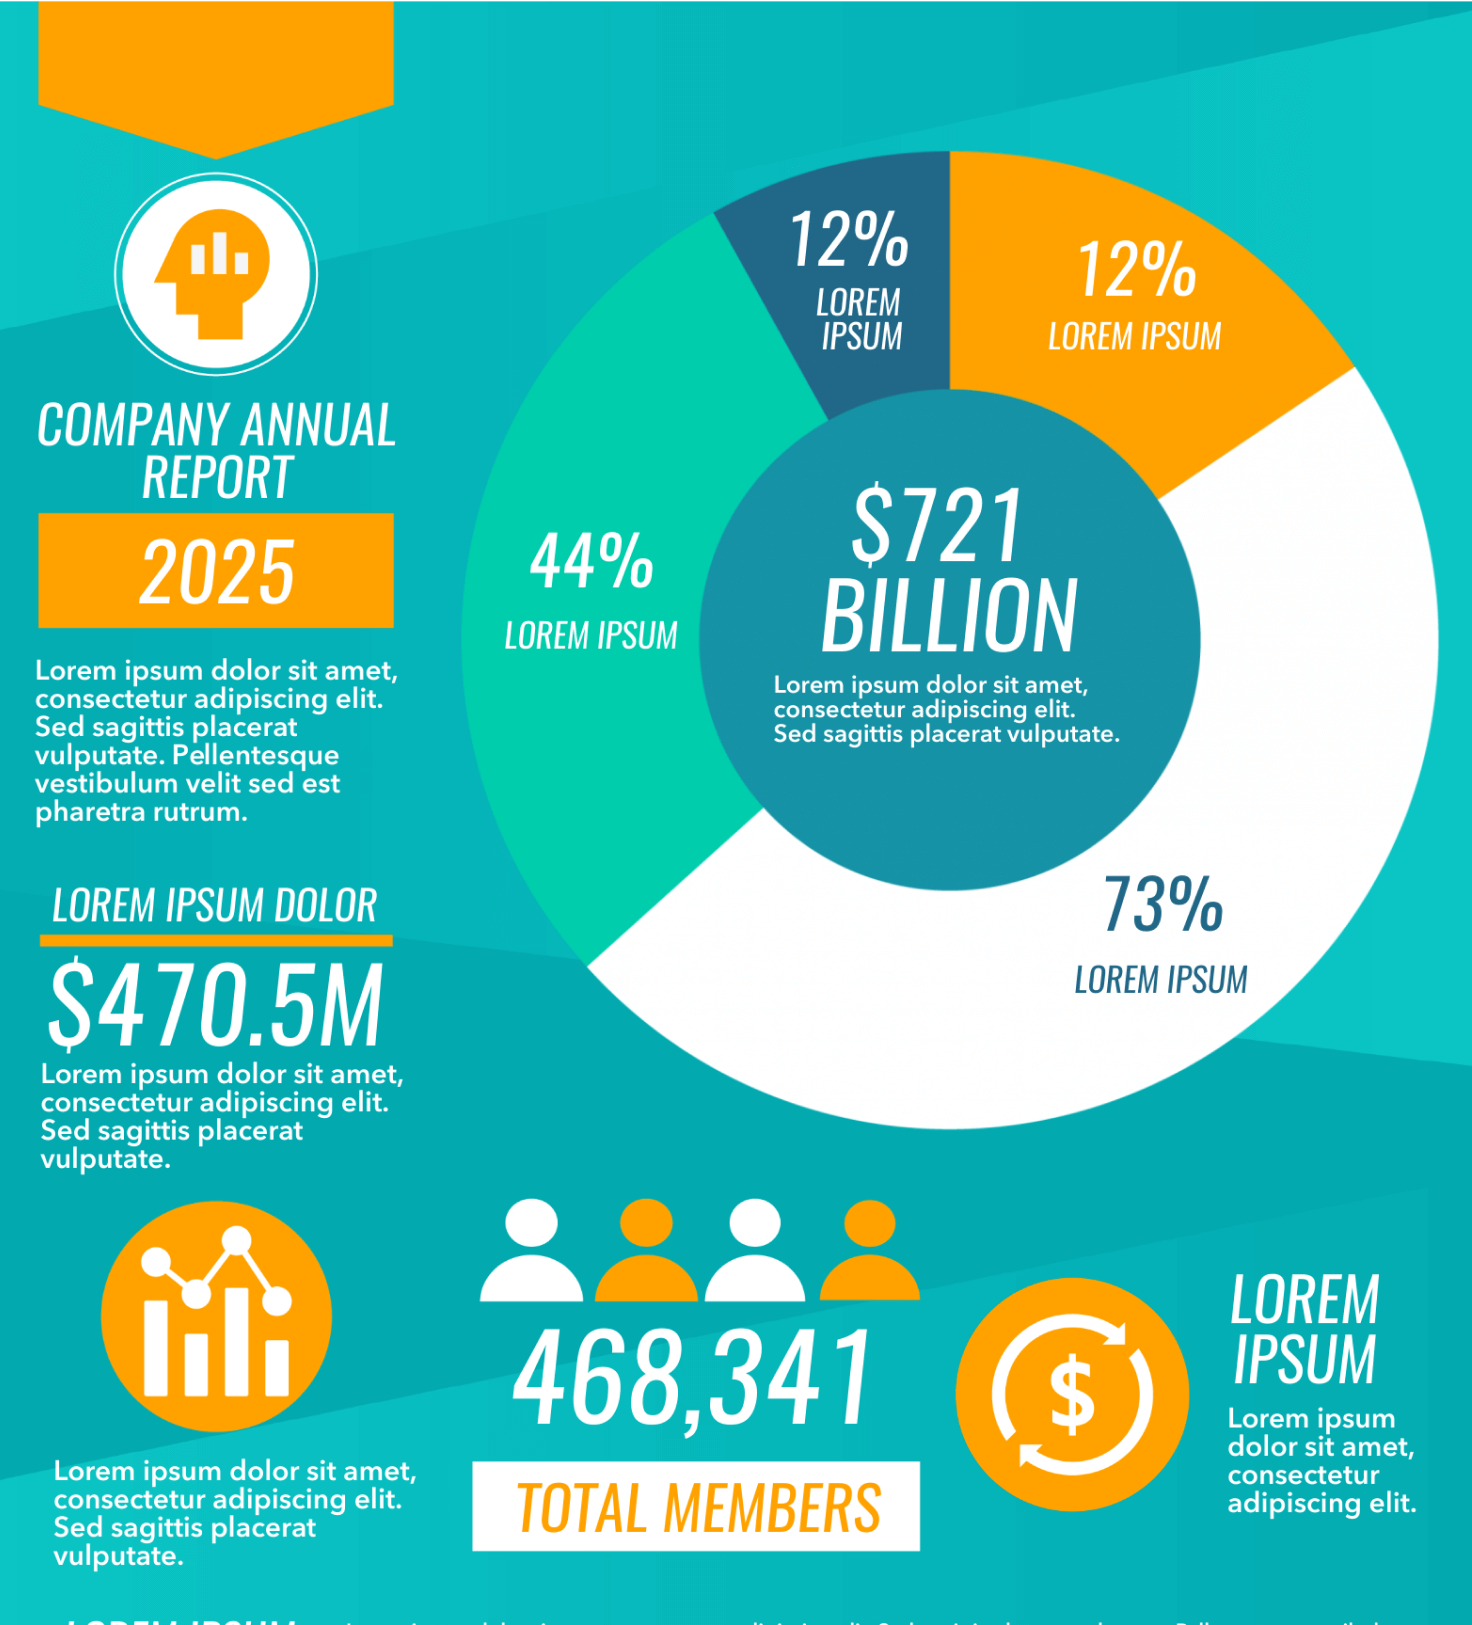 COMPANY ANNUAL
REPORT
2025
Lorem ipsum dolor sit amet,
consectetur adipiscing elit.
Sed sagittis placerat
vulputate. Pellentesque
vestibulum velit sed est
pharetra rutrum.
LOREM IPSUM DOLOR
$470.5M
Lorem ipsum dolor sit amet,
consectetur adipiscing elit.
Sed sagittis placerat
vulputate.
12%
LOREM
IPSUM
12%
LOREM IPSUM
44%
LOREM IPSUM
$721
BILLION
Lorem ipsum dolor sit amet,
consectetur adipiscing elit.
Sed sagittis placerat vulputate.
73%
LOREM IPSUM
Lorem ipsum dolor sit amet,
consectetur adipiscing elit.
Sed sagittis placerat
vulputate.
468,341
TOTAL MEMBERS
$
LOREM
IPSUM
Lorem ipsum
dolor sit amet,
consectetur
adipiscing elit.
LOREM IPSUM